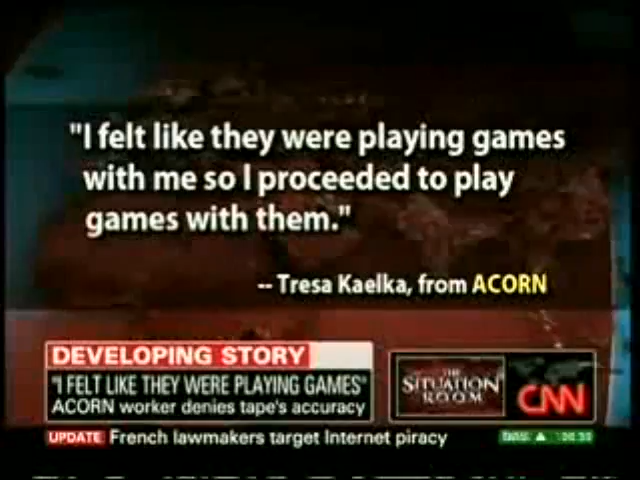 "I felt like they were playing games
with me so I proceeded to play
games with them."
-- Tresa Kaelka, from ACORN
DEVELOPING STORY
"I FELT LIKE THEY WERE PLAYING GAMES"
ACORN worker denies tape's accuracy
THE
SITUATION
ROOM
CNN
UPDATE French lawmakers target Internet piracy